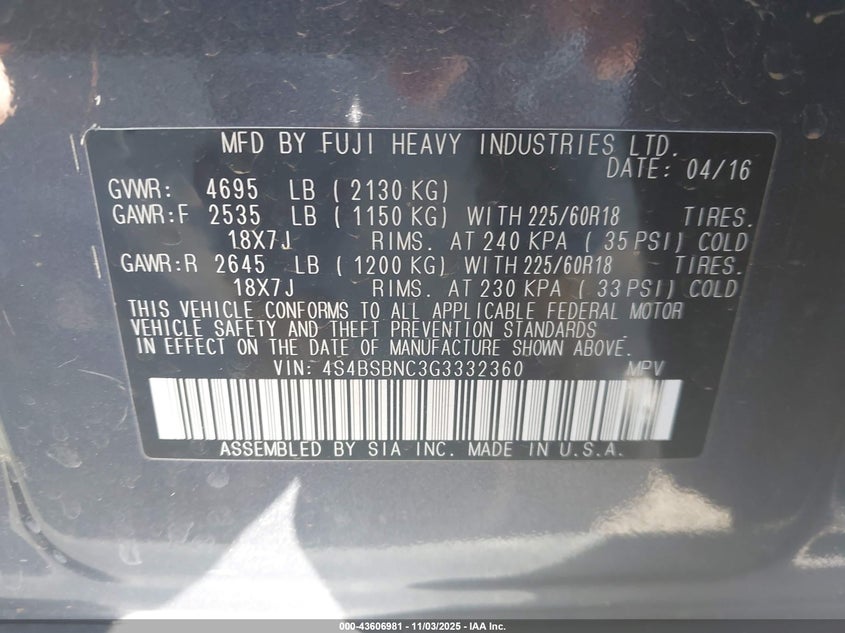 MFD BY FUJI HEAVY INDUSTRIES LTD.
DATE: 04/16
GVWR: 4695 LB ( 2130 KG)
GAWR:F 2535 LB ( 1150 KG) WITH 225/60R18 TIRES.
18X7J RIMS. AT 240 KPA ( 35 PSI) COLD
GAWR:R 2645 LB ( 1200 KG) WITH 225/60R18 TIRES.
18X7J RIMS. AT 230 KPA ( 33 PSI) COLD
THIS VEHICLE CONFORMS TO ALL APPLICABLE FEDERAL MOTOR
VEHICLE SAFETY AND THEFT PREVENTION STANDARDS
IN EFFECT ON THE DATE OF MANUFACTURE SHOWN ABOVE.
VIN: 4S4BSBNC3G3332360 MPV
ASSEMBLED BY SIA INC. MADE IN U.S.A.
000-43606981 - 11/03/2025 - IAA Inc.